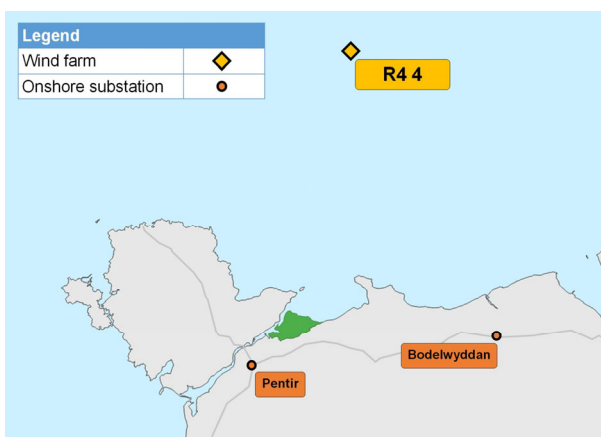 Legend
Wind farm
Onshore substation
R4 4
Bodelwyddan
Pentir